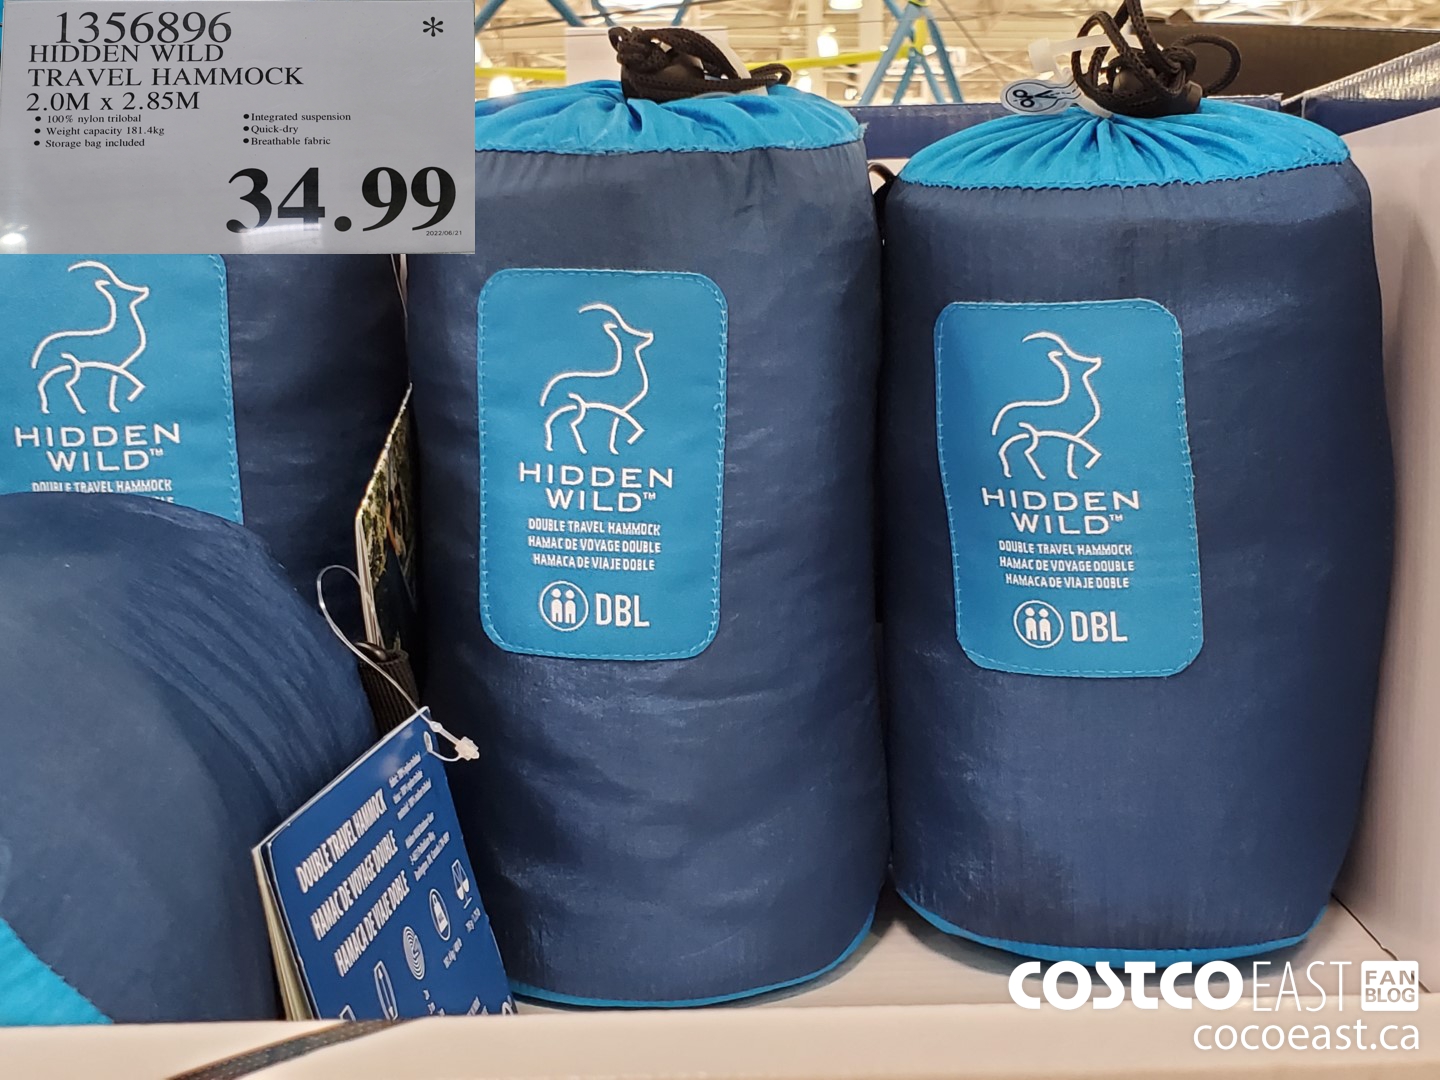 1356896
*
HIDDEN WILD
TRAVEL HAMMOCK
2.0M x 2.85M
• 100% nylon trilobal
• Weight capacity 181.4kg
• Storage bag included
• Integrated suspension
• Quick-dry
• Breathable fabric
34.99
2022/06/21
HIDDEN
WILD™
DOUBLE TRAVEL HAMMOCK
HIDDEN
WILD™
DOUBLE TRAVEL HAMMOCK
HAMAC DE VOYAGE DOUBLE
HAMACA DE VIAJE DOBLE
DBL
HIDDEN
WILD™
DOUBLE TRAVEL HAMMOCK
HAMAC DE VOYAGE DOUBLE
HAMACA DE VIAJE DOBLE
DBL
DOUBLE TRAVEL HAMMOCK
HAMAC DE VOYAGE DOUBLE
HAMACA DE VIAJE DOBLE
COSTCO EAST FAN BLOG
cocoeast.ca